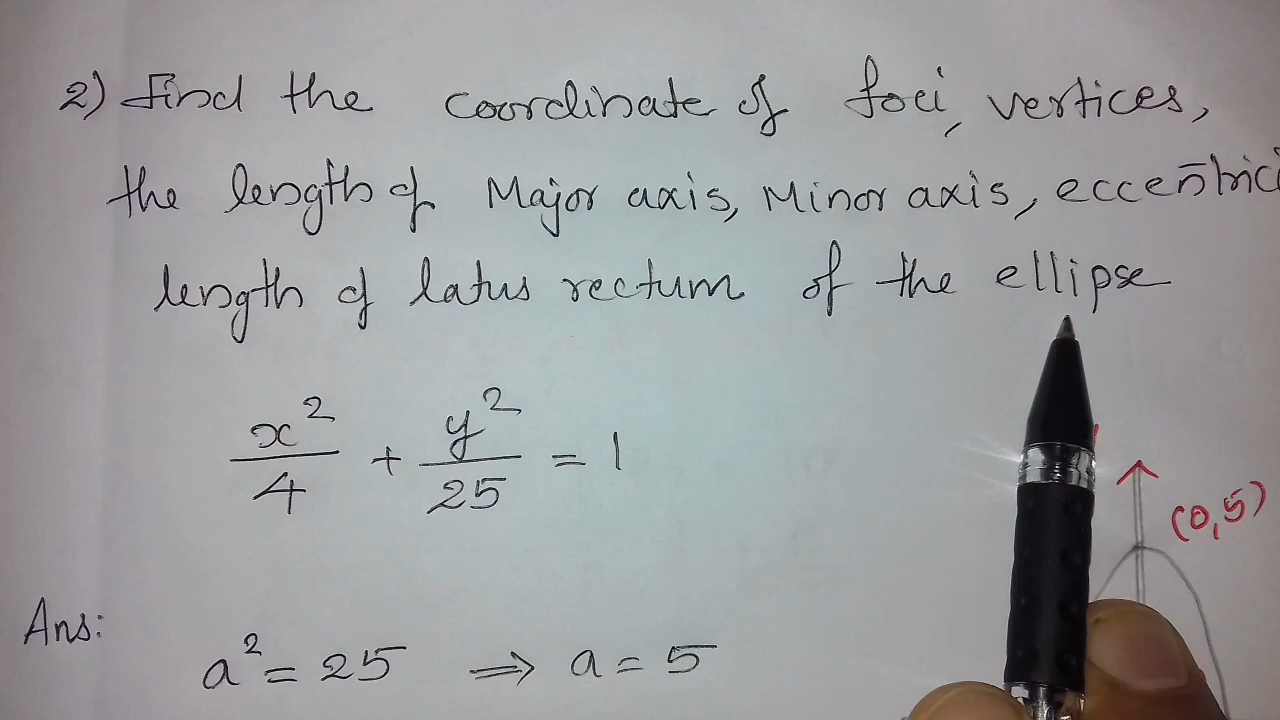 2) Find the coordinate of foci, vertices,
the length of Major axis, Minor axis, eccentrici
length of latus rectum of the ellipse
x²/4 + y²/25 = 1
(0,5)
Ans:
a² = 25 ⟹ a = 5